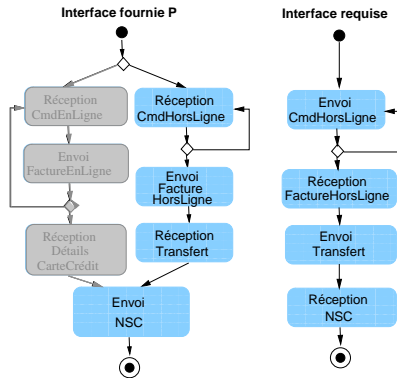 Interface fournie P
Interface requise
Réception
CmdEnLigne
Réception
CmdHorsLigne
Envoi
CmdHorsLigne
Envoi
FactureEnLigne
Envoi
Facture
HorsLigne
Réception
FactureHorsLigne
Réception
Détails
CarteCrédit
Réception
Transfert
Envoi
Transfert
Envoi
NSC
Réception
NSC